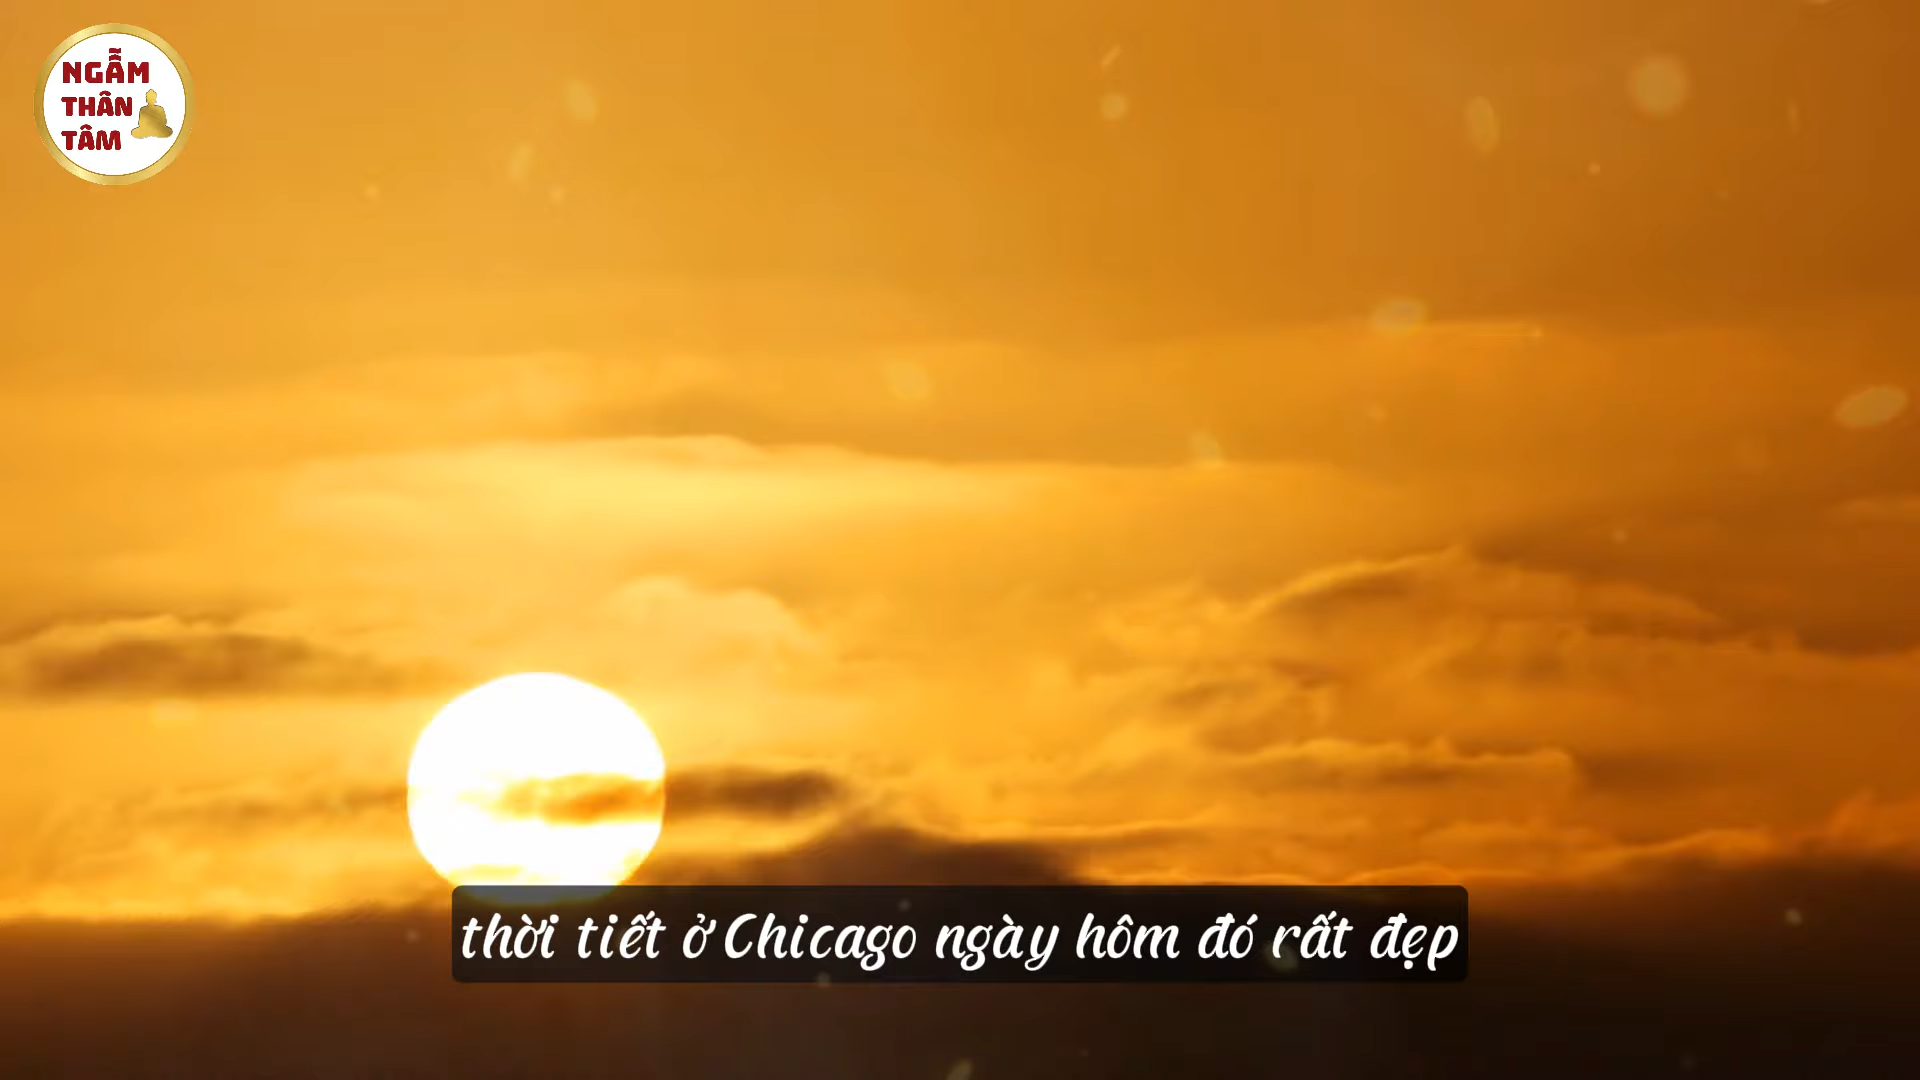 NGẪM
THÂN
TÂM
thời tiết ở Chicago ngày hôm đó rất đẹp